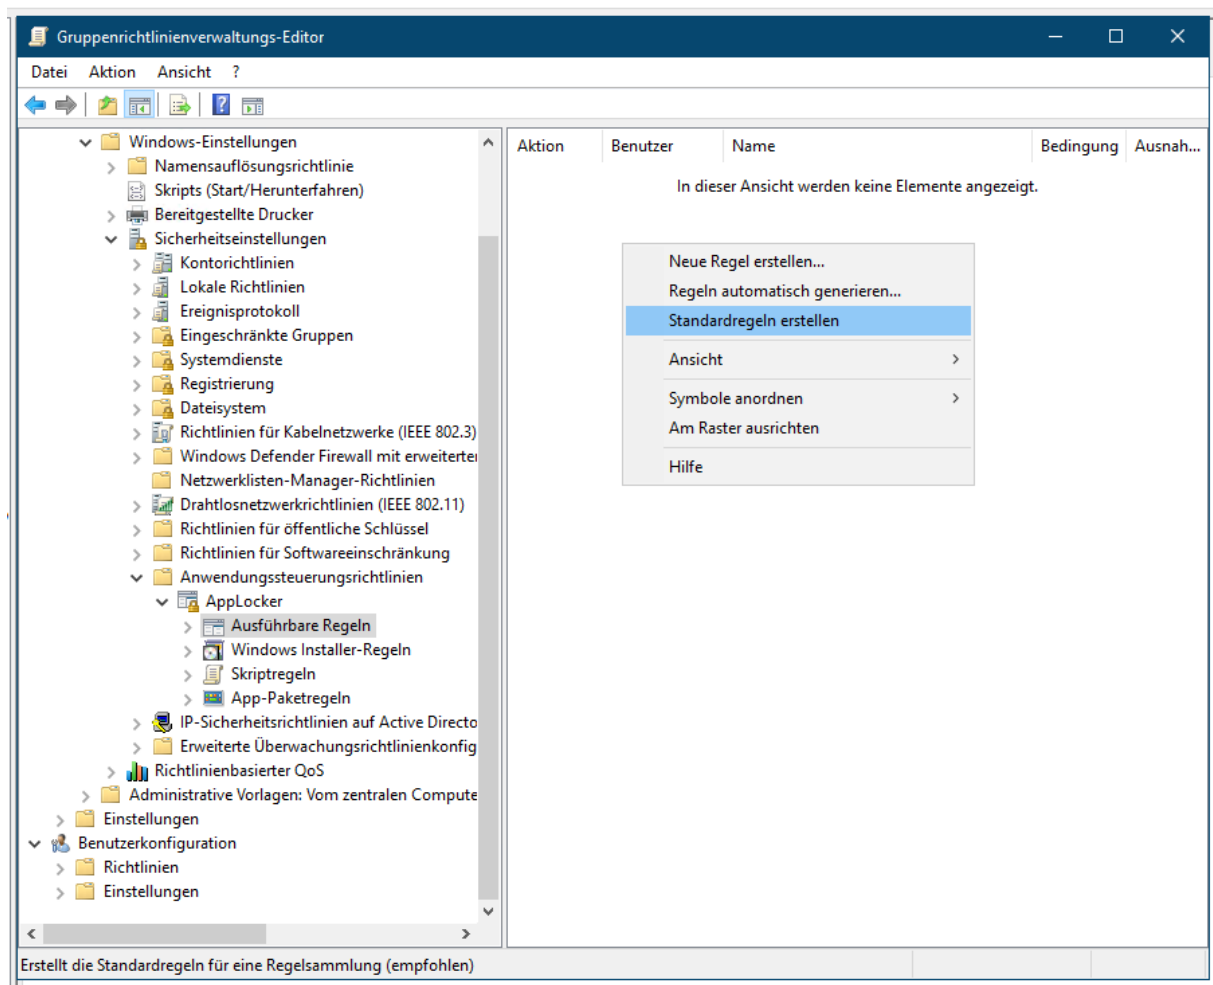 Gruppenrichtlinienverwaltungs-Editor
Datei Aktion Ansicht ?
Windows-Einstellungen
Namensauflösungsrichtlinie
Skripts (Start/Herunterfahren)
Bereitgestellte Drucker
Sicherheitseinstellungen
Kontorichtlinien
Lokale Richtlinien
Ereignisprotokoll
Eingeschränkte Gruppen
Systemdienste
Registrierung
Dateisystem
Richtlinien für Kabelnetzwerke (IEEE 802.3)
Windows Defender Firewall mit erweiterter
Netzwerklisten-Manager-Richtlinien
Drahtlosnetzwerkrichtlinien (IEEE 802.11)
Richtlinien für öffentliche Schlüssel
Richtlinien für Softwareeinschränkung
Anwendungssteuerungsrichtlinien
AppLocker
Ausführbare Regeln
Windows Installer-Regeln
Skriptregeln
App-Paketregeln
IP-Sicherheitsrichtlinien auf Active Directo
Erweiterte Überwachungsrichtlinienkonfig
Richtlinienbasierter QoS
Administrative Vorlagen: Vom zentralen Compute
Einstellungen
Benutzerkonfiguration
Richtlinien
Einstellungen
Aktion Benutzer Name Bedingung Ausnah...
In dieser Ansicht werden keine Elemente angezeigt.
Neue Regel erstellen...
Regeln automatisch generieren...
Standardregeln erstellen
Ansicht
Symbole anordnen
Am Raster ausrichten
Hilfe
Erstellt die Standardregeln für eine Regelsammlung (empfohlen)